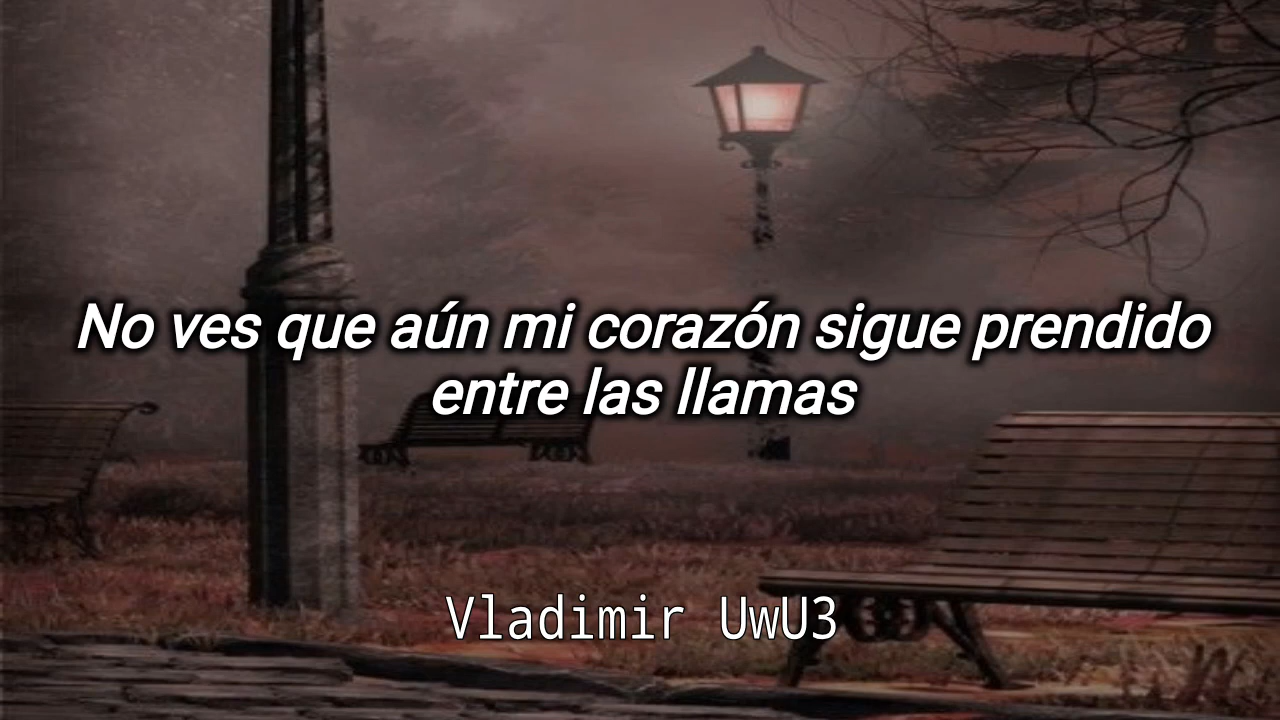 No ves que aún mi corazón sigue prendido
entre las llamas
Vladimir UwU3